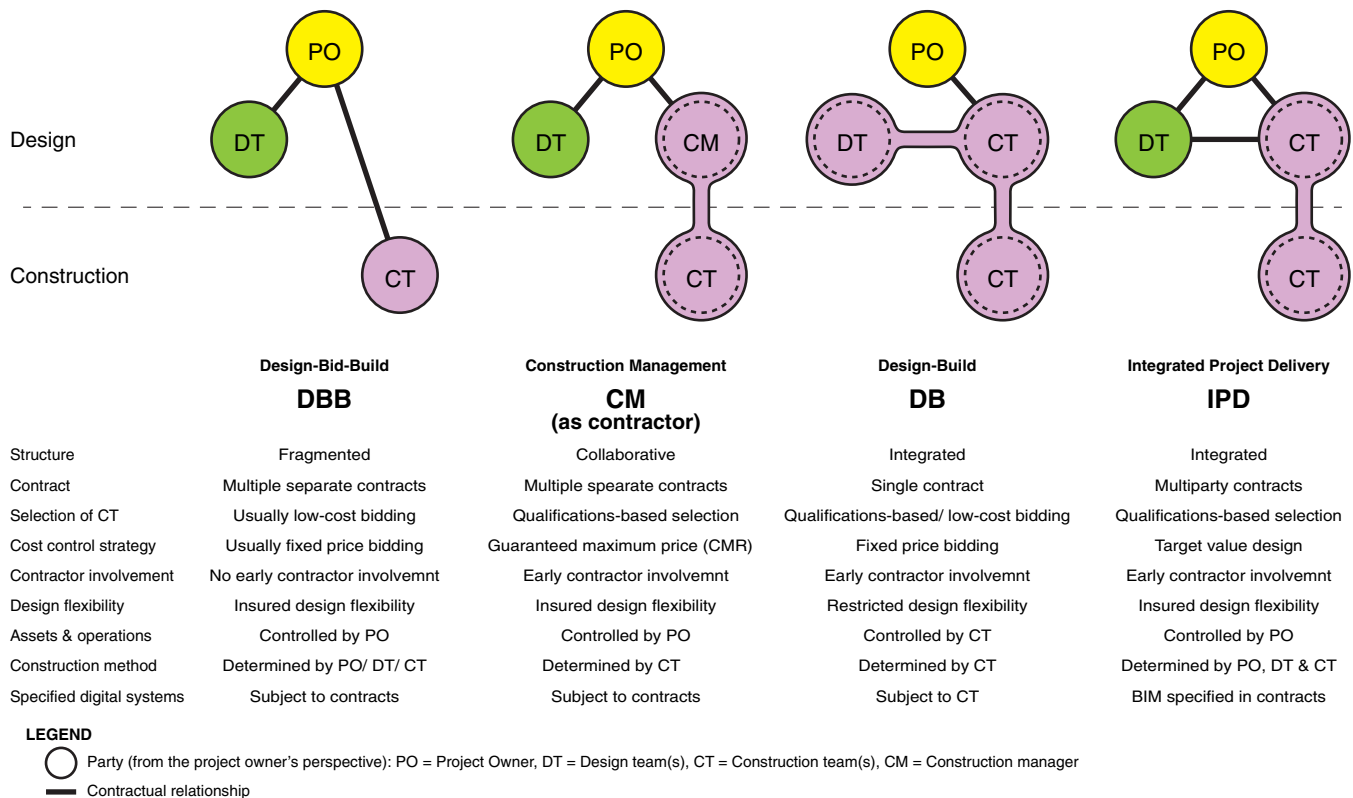 PO
PO
PO
PO
Design
DT
DT
CM
DT
CT
DT
CT
Construction
CT
CT
CT
CT
Design-Bid-Build
Construction Management
Design-Build
Integrated Project Delivery
DBB
CM
(as contractor)
DB
IPD
Structure
Fragmented
Collaborative
Integrated
Integrated
Contract
Multiple separate contracts
Multiple spearate contracts
Single contract
Multiparty contracts
Selection of CT
Usually low-cost bidding
Qualifications-based selection
Qualifications-based/ low-cost bidding
Qualifications-based selection
Cost control strategy
Usually fixed price bidding
Guaranteed maximum price (CMR)
Fixed price bidding
Target value design
Contractor involvement
No early contractor involvemnt
Early contractor involvemnt
Early contractor involvemnt
Early contractor involvemnt
Design flexibility
Insured design flexibility
Insured design flexibility
Restricted design flexibility
Insured design flexibility
Assets & operations
Controlled by PO
Controlled by PO
Controlled by CT
Controlled by PO
Construction method
Determined by PO/ DT/ CT
Determined by CT
Determined by CT
Determined by PO, DT & CT
Specified digital systems
Subject to contracts
Subject to contracts
Subject to CT
BIM specified in contracts
LEGEND
Party (from the project owner's perspective): PO = Project Owner, DT = Design team(s), CT = Construction team(s), CM = Construction manager
Contractual relationship